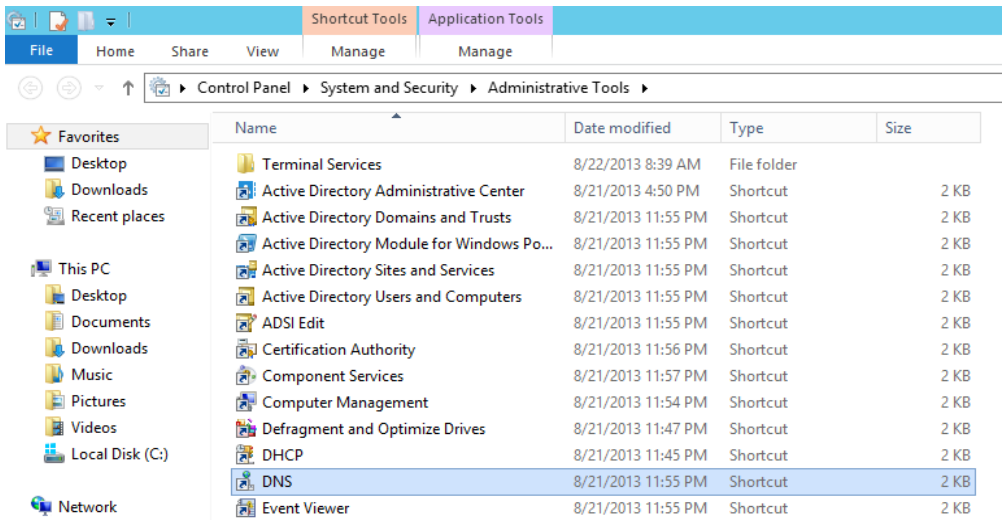 Shortcut Tools Application Tools
File Home Share View Manage Manage
Control Panel System and Security Administrative Tools
Favorites
Desktop
Downloads
Recent places
This PC
Desktop
Documents
Downloads
Music
Pictures
Videos
Local Disk (C:)
Network
Name Date modified Type Size
Terminal Services 8/22/2013 8:39 AM File folder
Active Directory Administrative Center 8/21/2013 4:50 PM Shortcut 2 KB
Active Directory Domains and Trusts 8/21/2013 11:55 PM Shortcut 2 KB
Active Directory Module for Windows Po... 8/21/2013 11:55 PM Shortcut 2 KB
Active Directory Sites and Services 8/21/2013 11:55 PM Shortcut 2 KB
Active Directory Users and Computers 8/21/2013 11:55 PM Shortcut 2 KB
ADSI Edit 8/21/2013 11:55 PM Shortcut 2 KB
Certification Authority 8/21/2013 11:56 PM Shortcut 2 KB
Component Services 8/21/2013 11:57 PM Shortcut 2 KB
Computer Management 8/21/2013 11:54 PM Shortcut 2 KB
Defragment and Optimize Drives 8/21/2013 11:47 PM Shortcut 2 KB
DHCP 8/21/2013 11:45 PM Shortcut 2 KB
DNS 8/21/2013 11:55 PM Shortcut 2 KB
Event Viewer 8/21/2013 11:55 PM Shortcut 2 KB